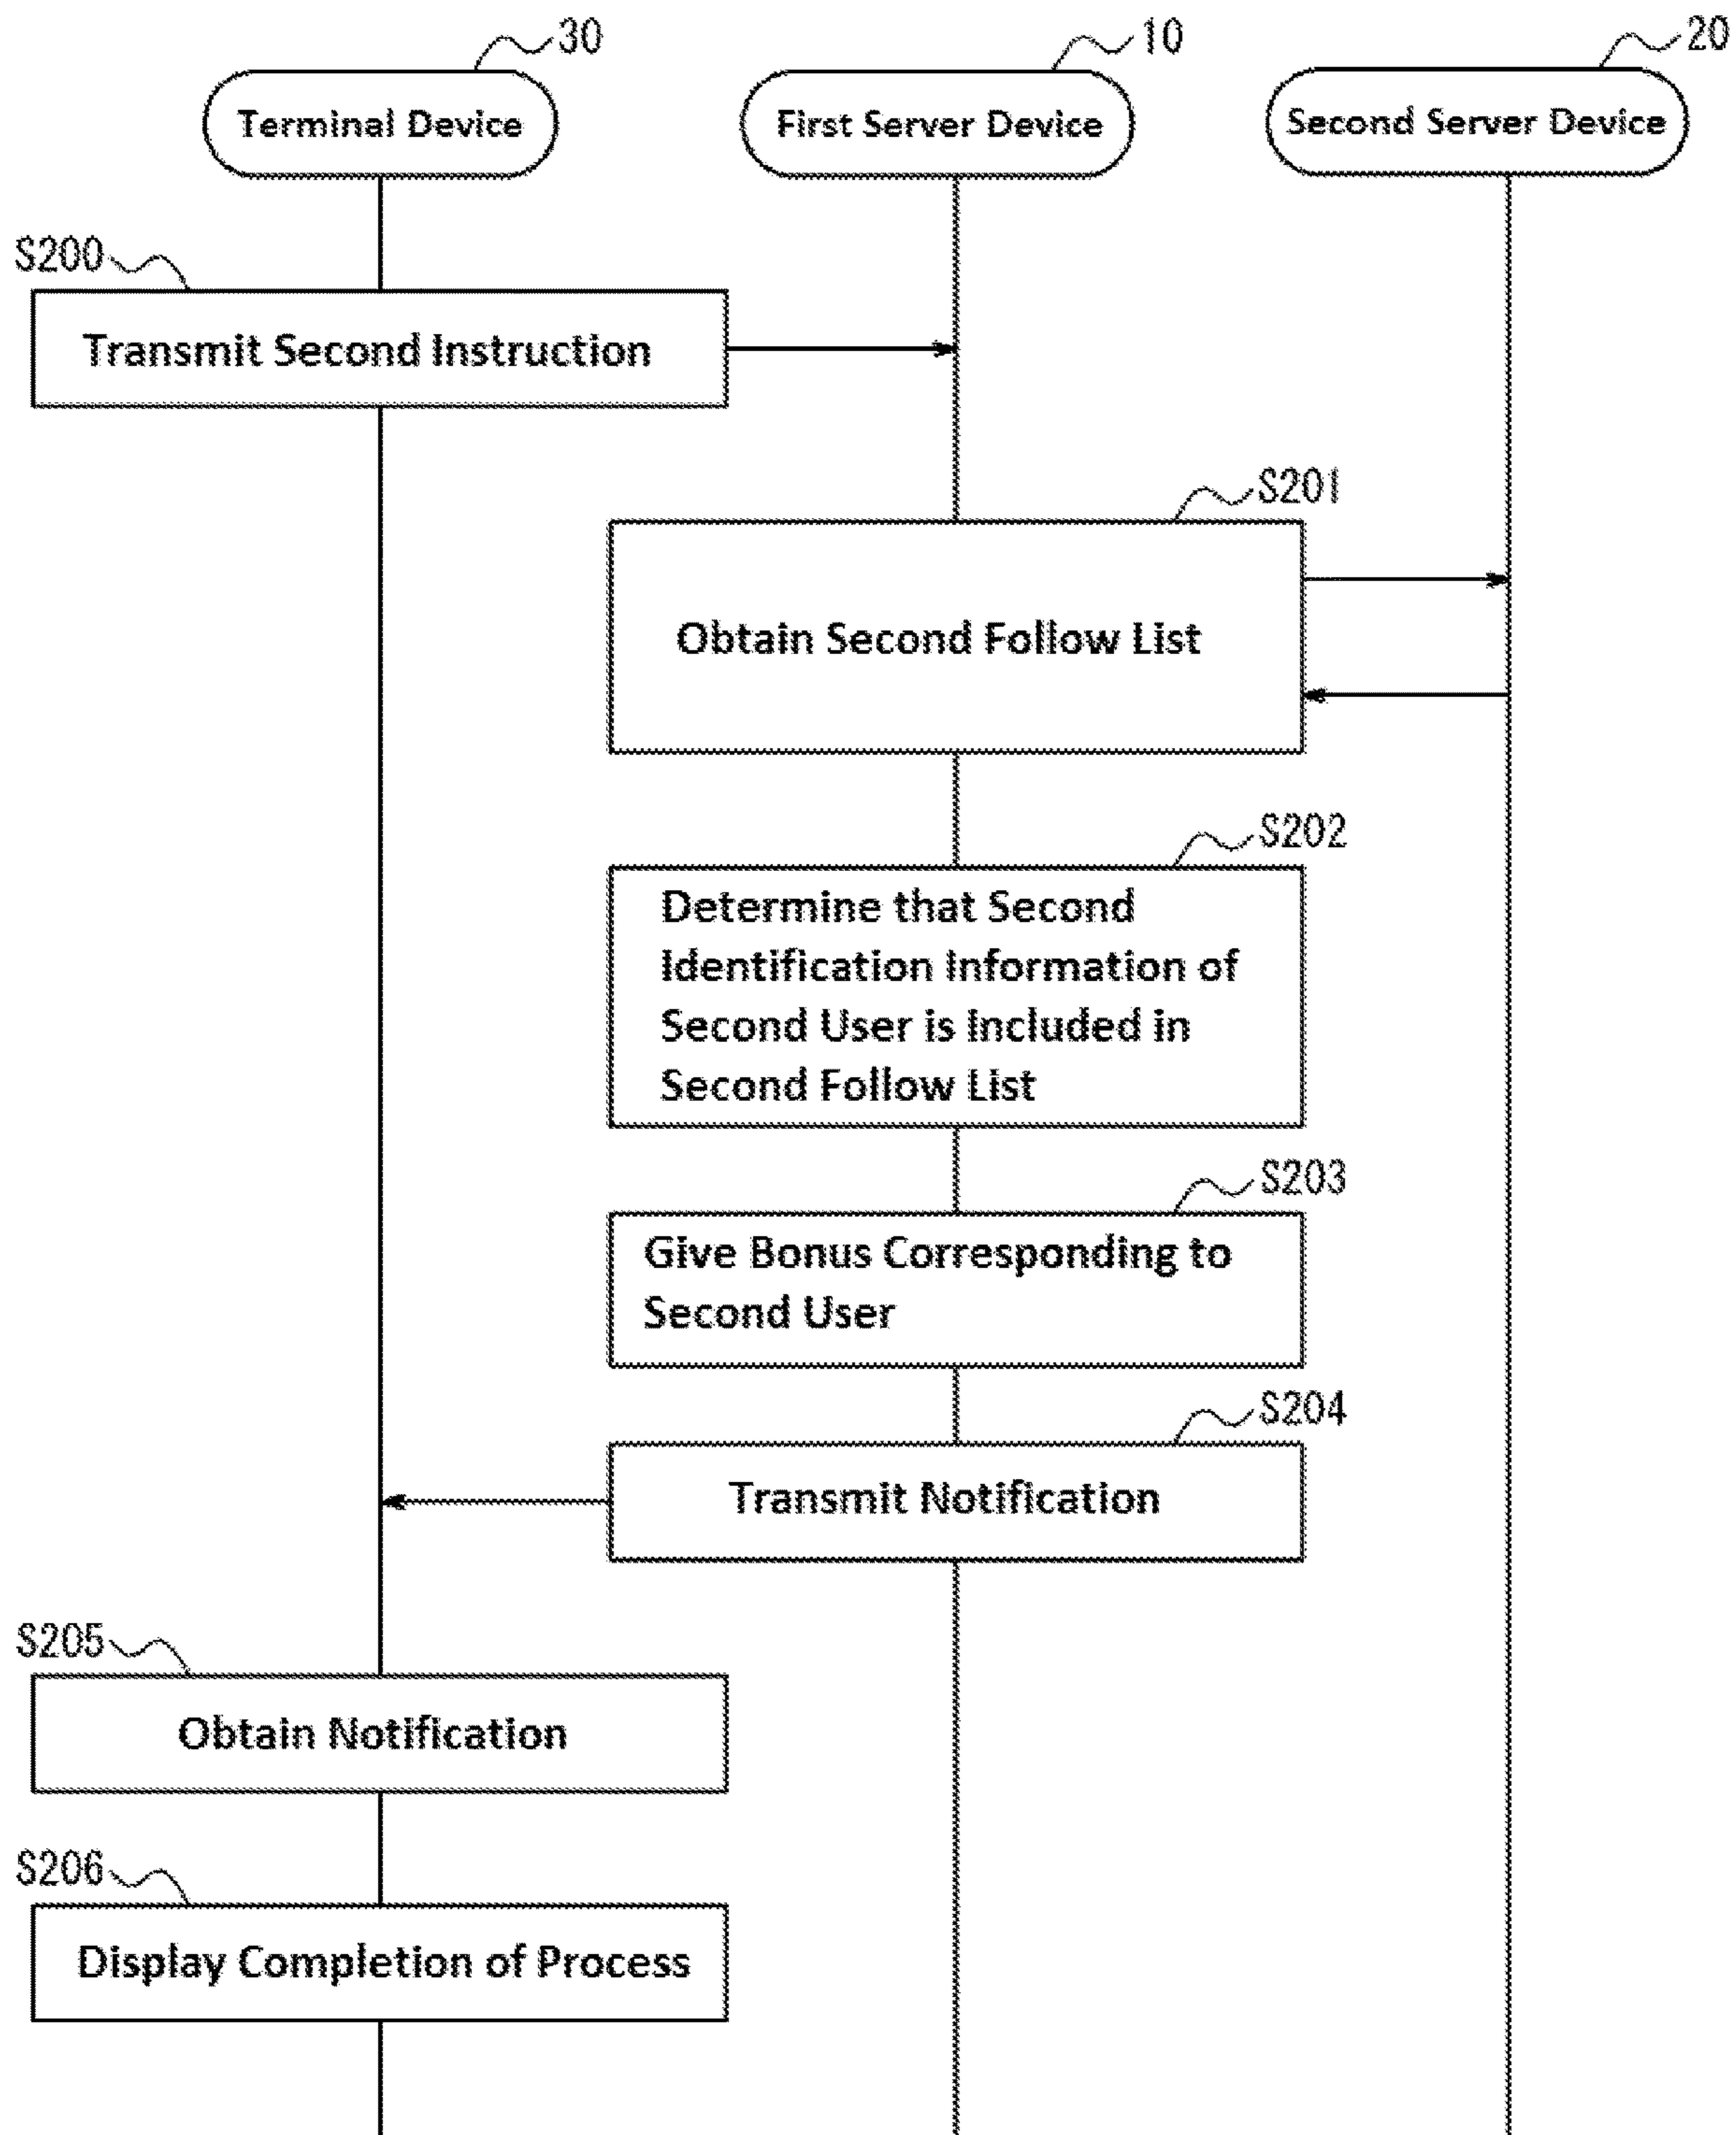 30
10
20
Terminal Device
First Server Device
Second Server Device
S200
Transmit Second Instruction
S201
Obtain Second Follow List
S202
Determine that Second
Identification Information of
Second User is Included in
Second Follow List
S203
Give Bonus Corresponding to
Second User
S204
Transmit Notification
S205
Obtain Notification
S206
Display Completion of Process